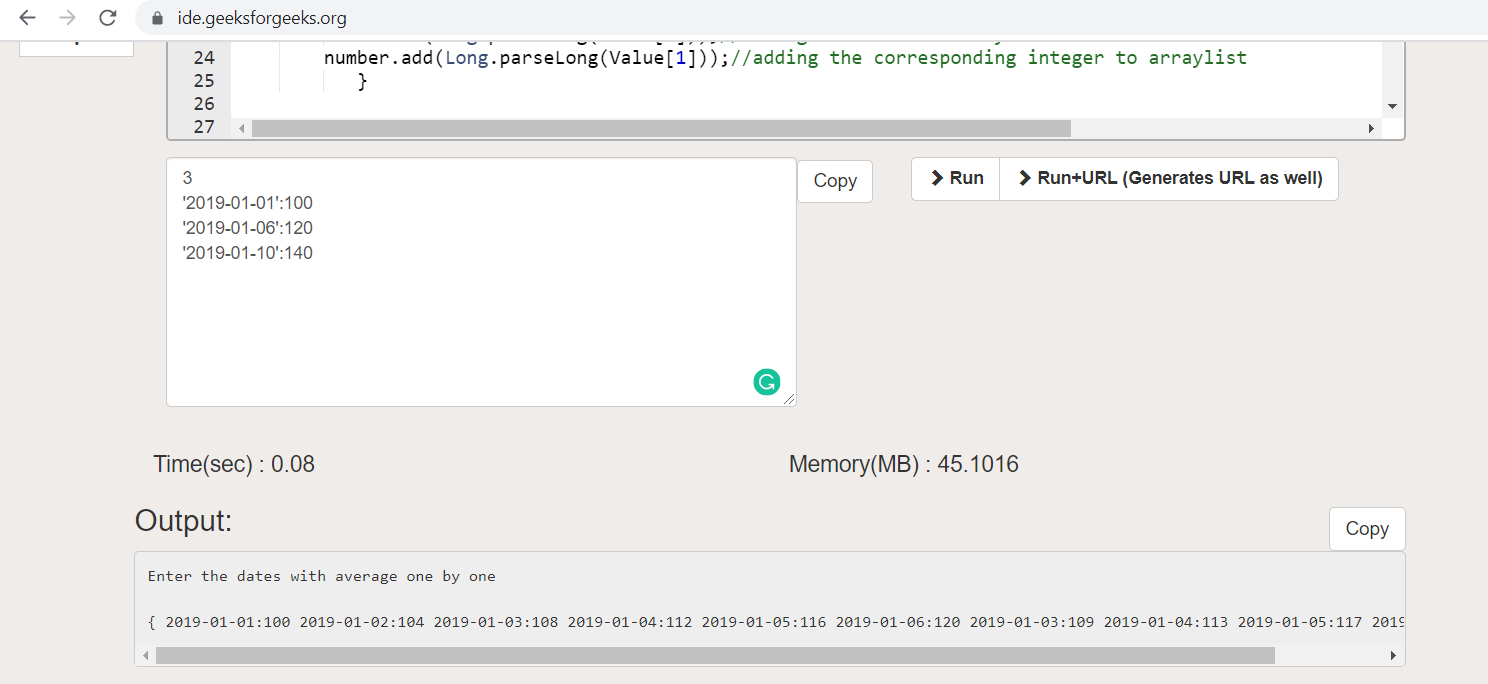 ide.geeksforgeeks.org
24 number.add(Long.parseLong(Value[1]));//adding the corresponding integer to arraylist
25 }
26
27
3
'2019-01-01':100
'2019-01-06':120
'2019-01-10':140
Copy
Run
Run+URL (Generates URL as well)
Time(sec) : 0.08
Memory(MB) : 45.1016
Output:
Copy
Enter the dates with average one by one
{ 2019-01-01:100 2019-01-02:104 2019-01-03:108 2019-01-04:112 2019-01-05:116 2019-01-06:120 2019-01-03:109 2019-01-04:113 2019-01-05:117 2019